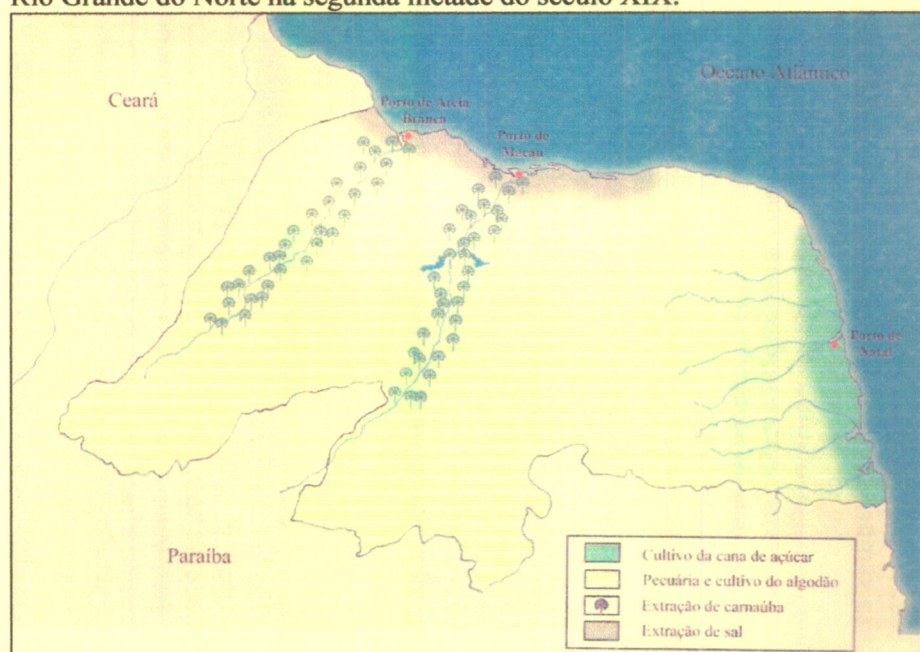 Rio Grande do Norte na segunda metade do século XIX.
Oceano Atlântico
Ceará
Porto de Areia
Branca
Porto de
Macau
Porto de
Natal
Paraíba
Cultivo da cana de açúcar
Pecuária e cultivo do algodão
Extração de carnaúba
Extração de sal